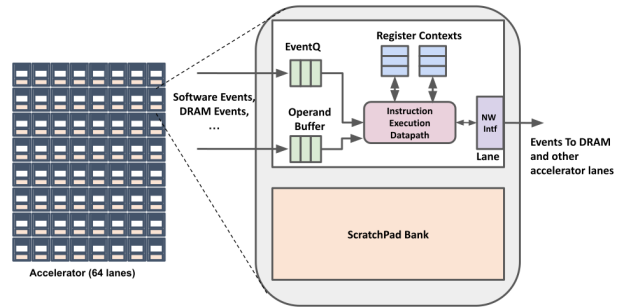 Register Contexts
EventQ
Software Events,
DRAM Events,
...
Operand
Buffer
Instruction
Execution
Datapath
NW
Intf
Lane
Events To DRAM
and other
accelerator lanes
ScratchPad Bank
Accelerator (64 lanes)